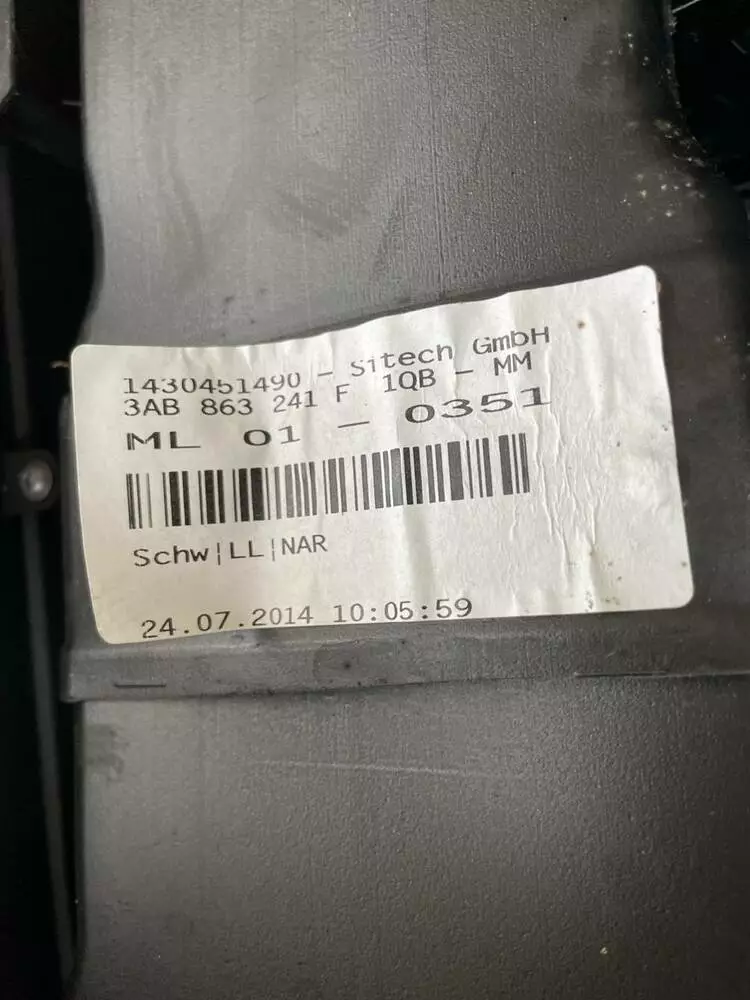 1430451490 - Sitech GmbH
3AB 863 241 F 1QB - MM
ML 01 - 0351
Schw¦LL¦NAR
24.07.2014 10:05:59